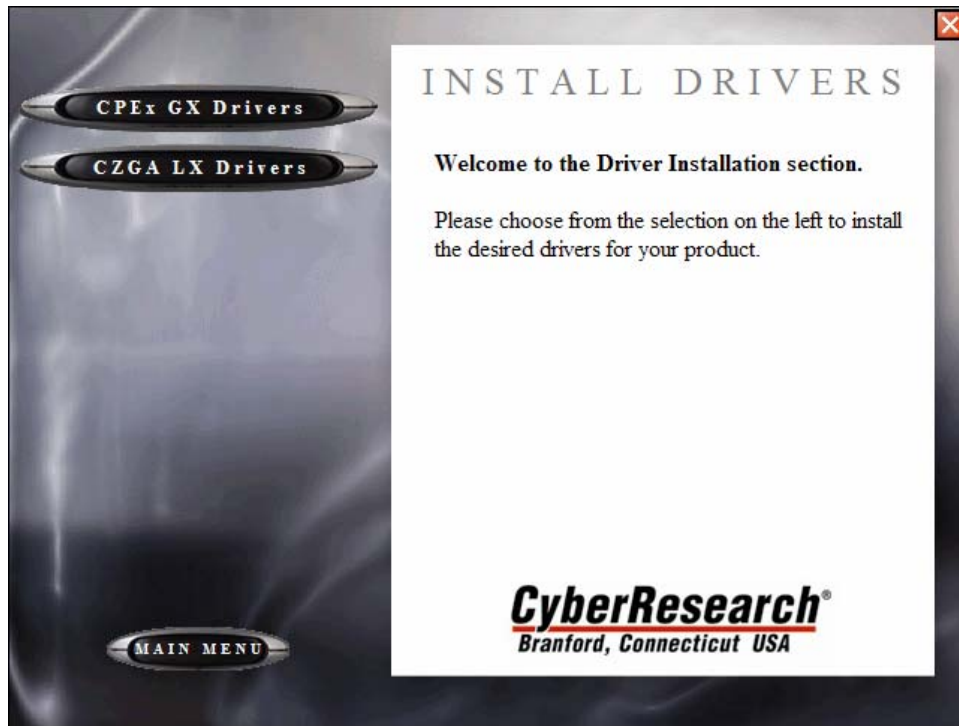 CPEx GX Drivers
CZGA LX Drivers
MAIN MENU
INSTALL DRIVERS
Welcome to the Driver Installation section.
Please choose from the selection on the left to install
the desired drivers for your product.
CyberResearch®
Branford, Connecticut USA